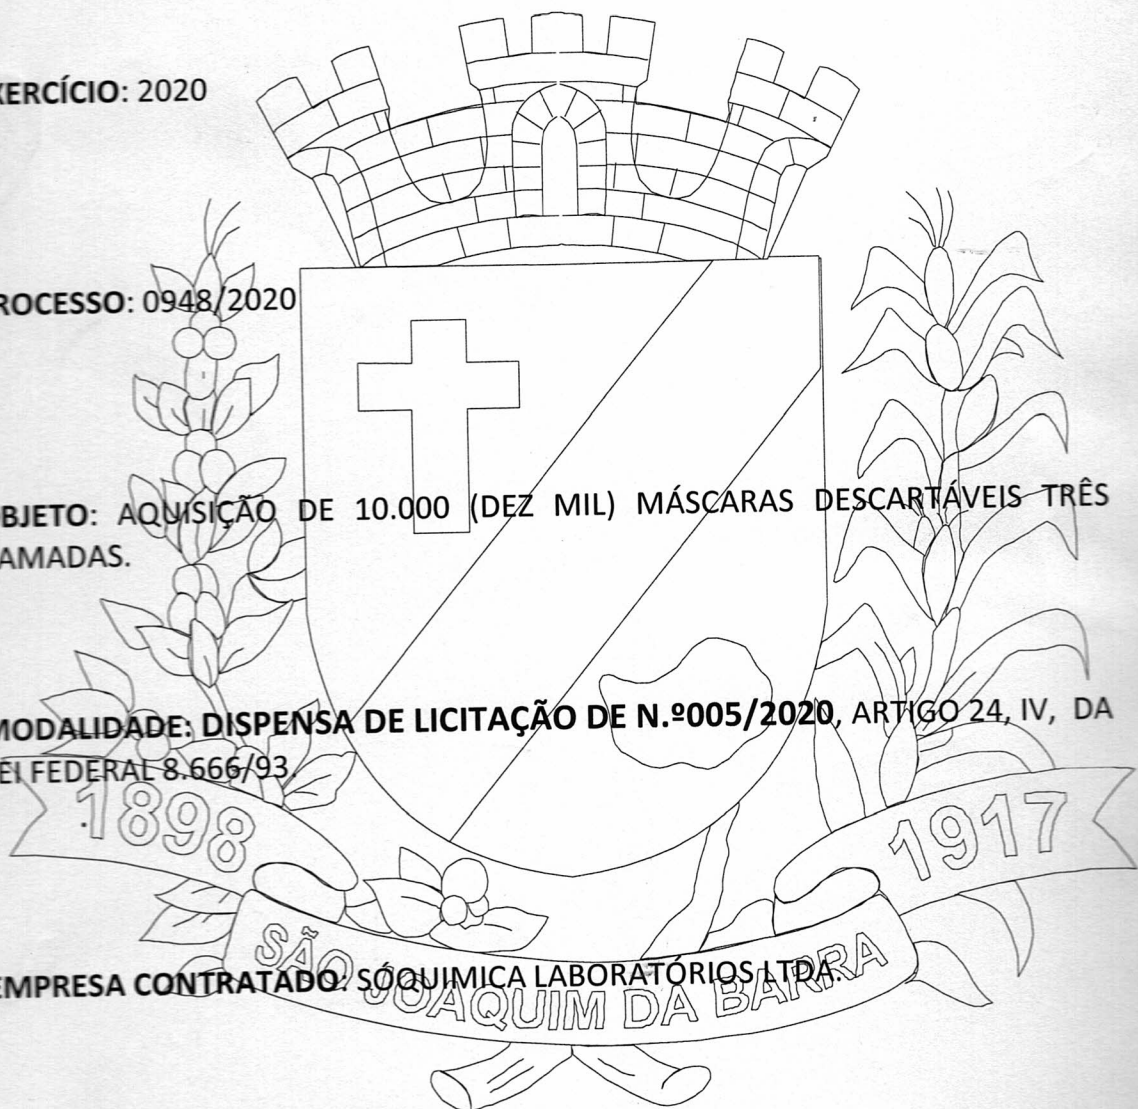 XERCÍCIO: 2020
ROCESSO: 0948/2020
BJETO: AQUISIÇÃO DE 10.000 (DEZ MIL) MÁSCARAS DESCARTÁVEIS TRÊS
AMADAS.
MODALIDADE: DISPENSA DE LICITAÇÃO DE N.º005/2020, ARTIGO 24, IV, DA
EI FEDERAL 8.666/93.
1898
1917
EMPRESA CONTRATADO: SÓQUIMICA LABORATÓRIOS LTDA.
SÃO JOAQUIM DA BARRA